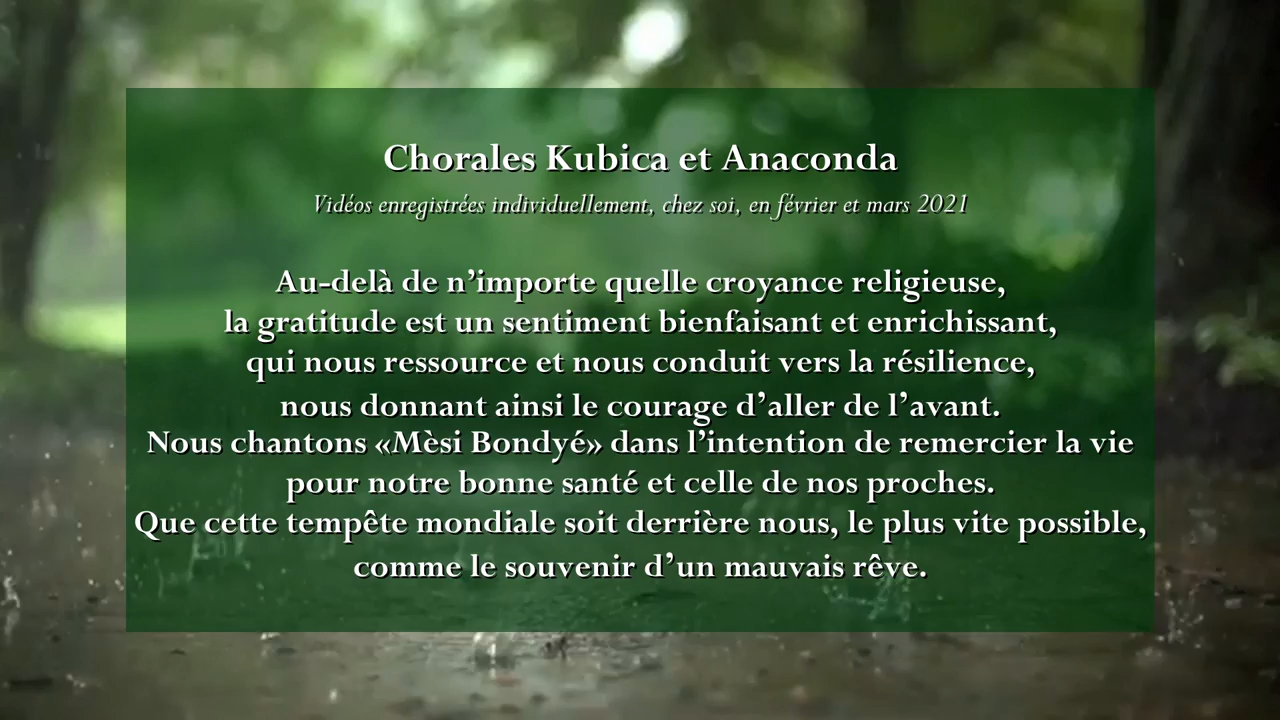 Chorales Kubica et Anaconda
Vidéos enregistrées individuellement, chez soi, en février et mars 2021
Au-delà de n’importe quelle croyance religieuse,
la gratitude est un sentiment bienfaisant et enrichissant,
qui nous ressource et nous conduit vers la résilience,
nous donnant ainsi le courage d’aller de l’avant.
Nous chantons «Mèsi Bondyé» dans l’intention de remercier la vie
pour notre bonne santé et celle de nos proches.
Que cette tempête mondiale soit derrière nous, le plus vite possible,
comme le souvenir d’un mauvais rêve.